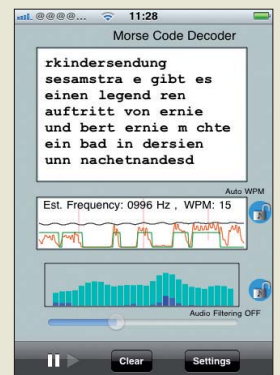 @@@@... 11:28
Morse Code Decoder
rkindersendung
sesamstra e gibt es
einen legend ren
auftritt von ernie
und bert ernie m chte
ein bad in dersien
unn nachetnandesd
Auto WPM
Est. Frequency: 0996 Hz , WPM: 15
Audio Filtering OFF
Clear Settings